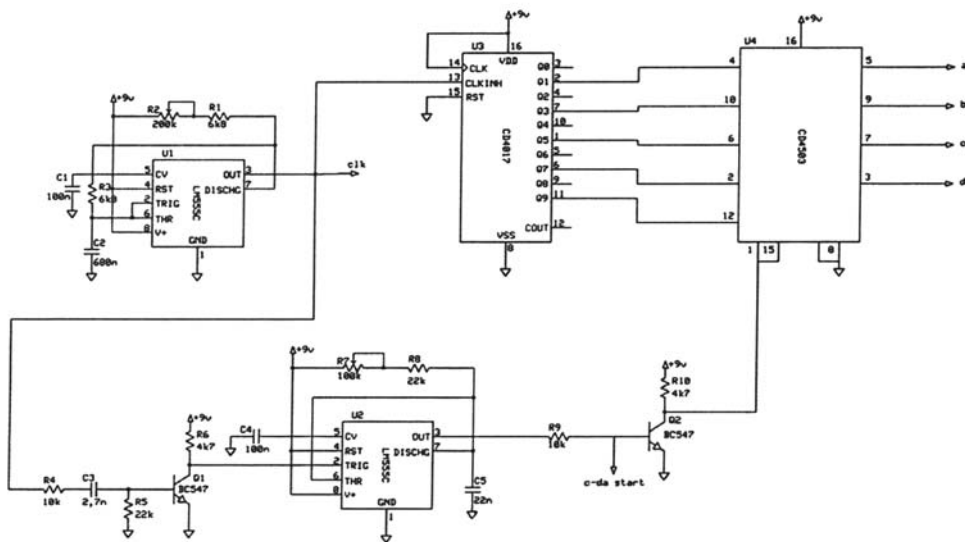 +9v
+9v
U3
16
VDD
14
CLK
13
CLKINH
15
RST
CD4017
Q0
3
Q1
2
Q2
4
Q3
7
Q4
10
Q5
1
Q6
5
Q7
6
Q8
9
Q9
11
COUT
12
VSS
8
U4
16
CD4503
4
10
6
2
12
5
9
7
3
a
b
c
d
1
15
8
+9v
R2
200k
R1
6k8
U1
C1
100n
R3
6k8
5
CV
4
RST
2
TRIG
6
THR
8
V+
LM555C
OUT
3
DISCHG
7
GND
1
clk
C2
680n
+9v
R7
100k
R8
22k
U2
C4
100n
5
CV
4
RST
2
TRIG
6
THR
8
V+
LM555C
OUT
3
DISCHG
7
GND
1
C5
22n
+9v
R6
4k7
Q1
BC547
R4
10k
C3
2,7n
R5
22k
R9
10k
c-da start
+9v
R10
4k7
Q2
BC547